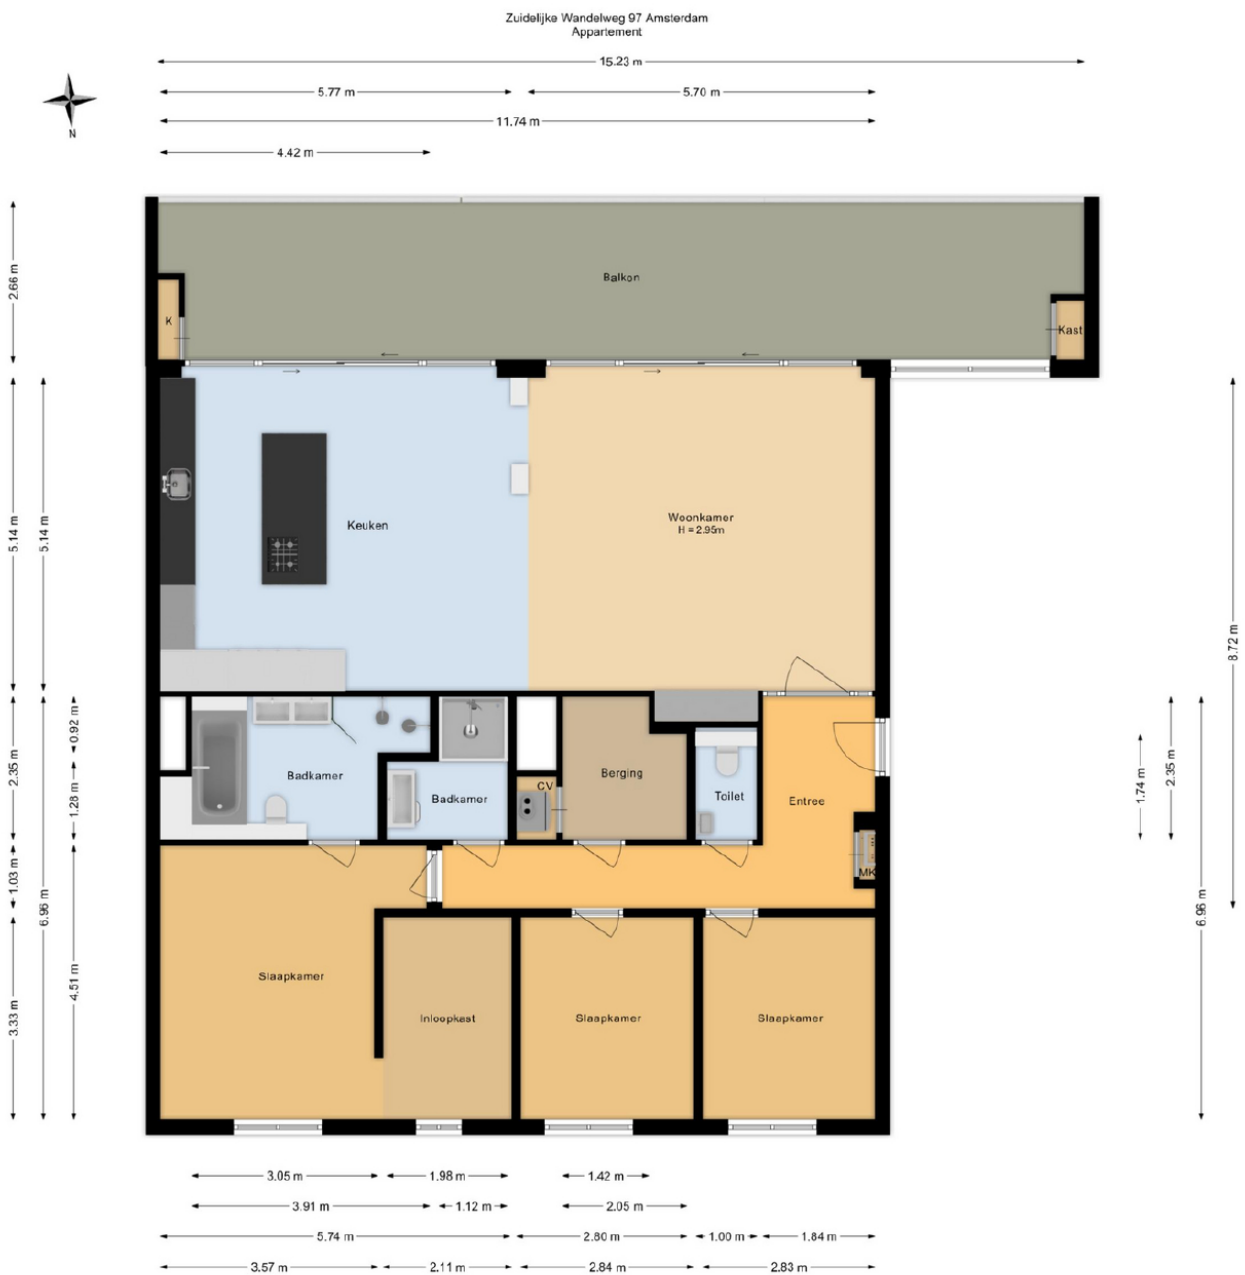 Zuidelijke Wandelweg 97 Amsterdam
Appartement
15.23 m
5.77 m
5.70 m
11.74 m
4.42 m
N
2.66 m
Balkon
K
Kast
5.14 m
5.14 m
Keuken
Woonkamer
H = 2.95m
8.72 m
2.35 m
0.92 m
1.28 m
Badkamer
Badkamer
CV
Berging
Toilet
Entree
1.74 m
2.35 m
MK
1.03 m
6.96 m
3.33 m
4.51 m
Slaapkamer
Inloopkast
Slaapkamer
Slaapkamer
6.96 m
3.05 m
1.98 m
1.42 m
3.91 m
1.12 m
2.05 m
5.74 m
2.80 m
1.00 m
1.84 m
3.57 m
2.11 m
2.84 m
2.83 m